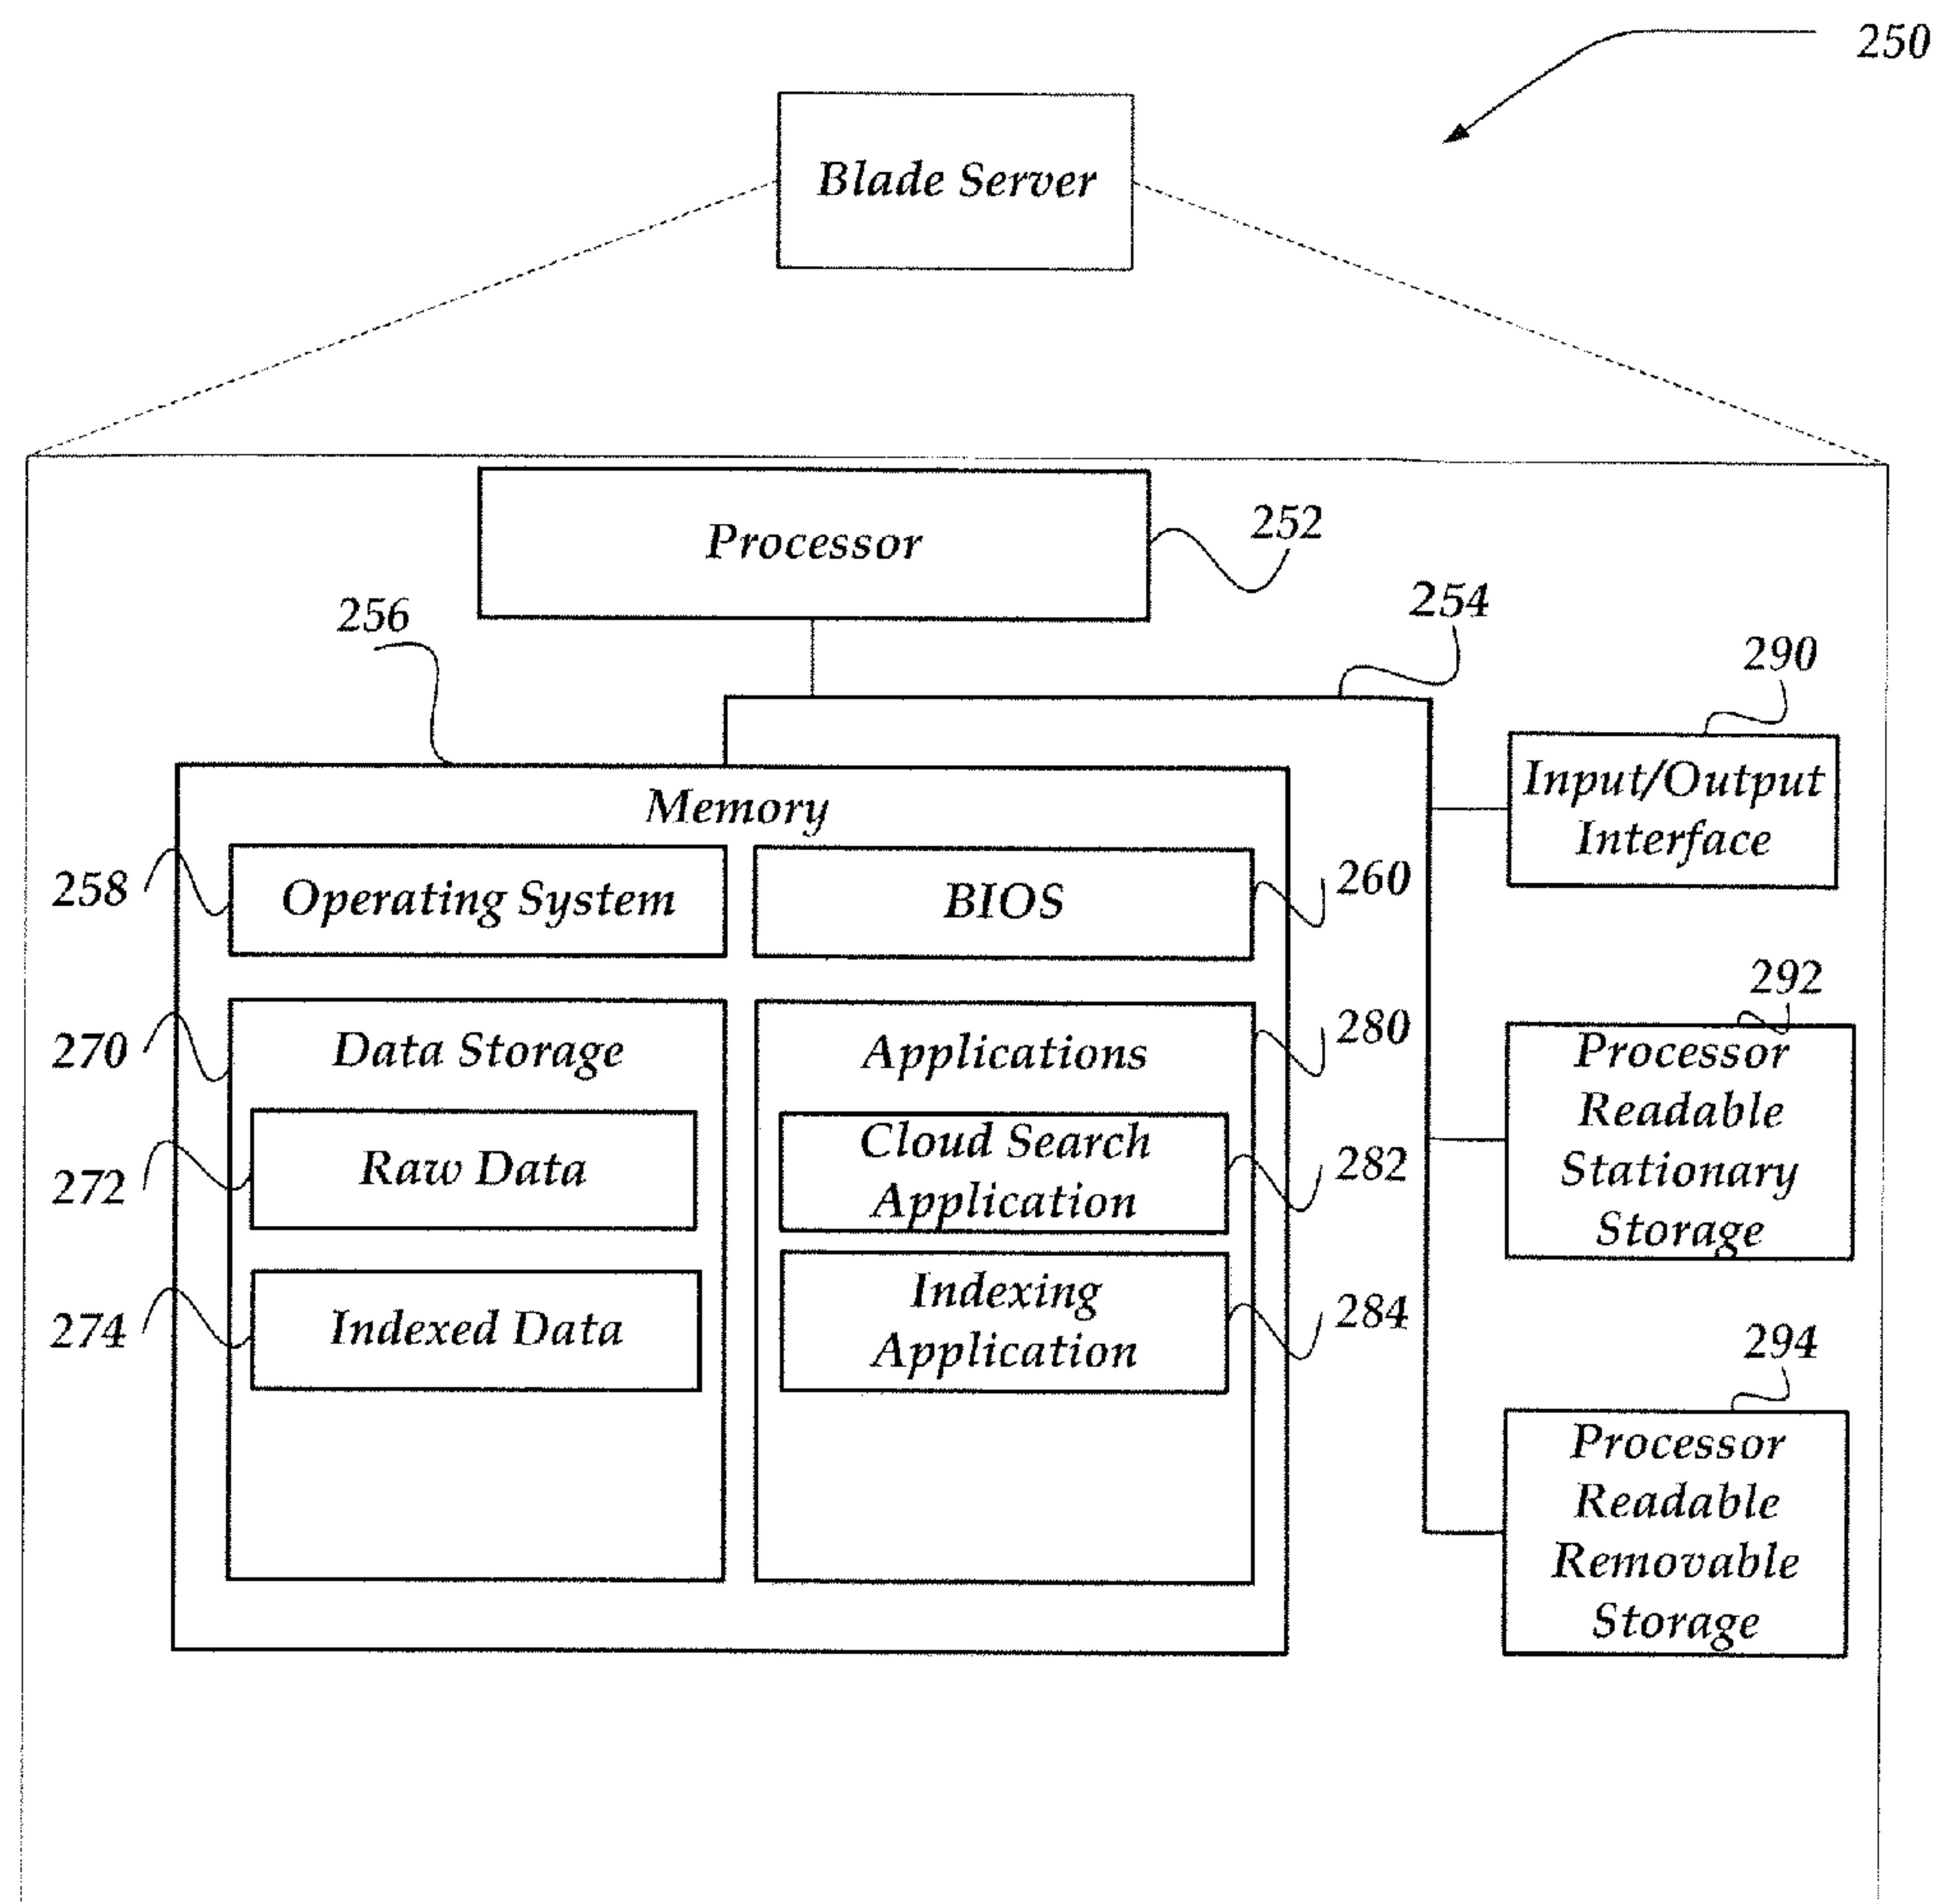 250
Blade Server
Processor
252
256
254
290
Memory
Input/Output
Interface
258
Operating System
BIOS
260
292
270
Data Storage
Applications
280
Processor
Readable
Stationary
Storage
272
Raw Data
Cloud Search
Application
282
274
Indexed Data
Indexing
Application
284
294
Processor
Readable
Removable
Storage